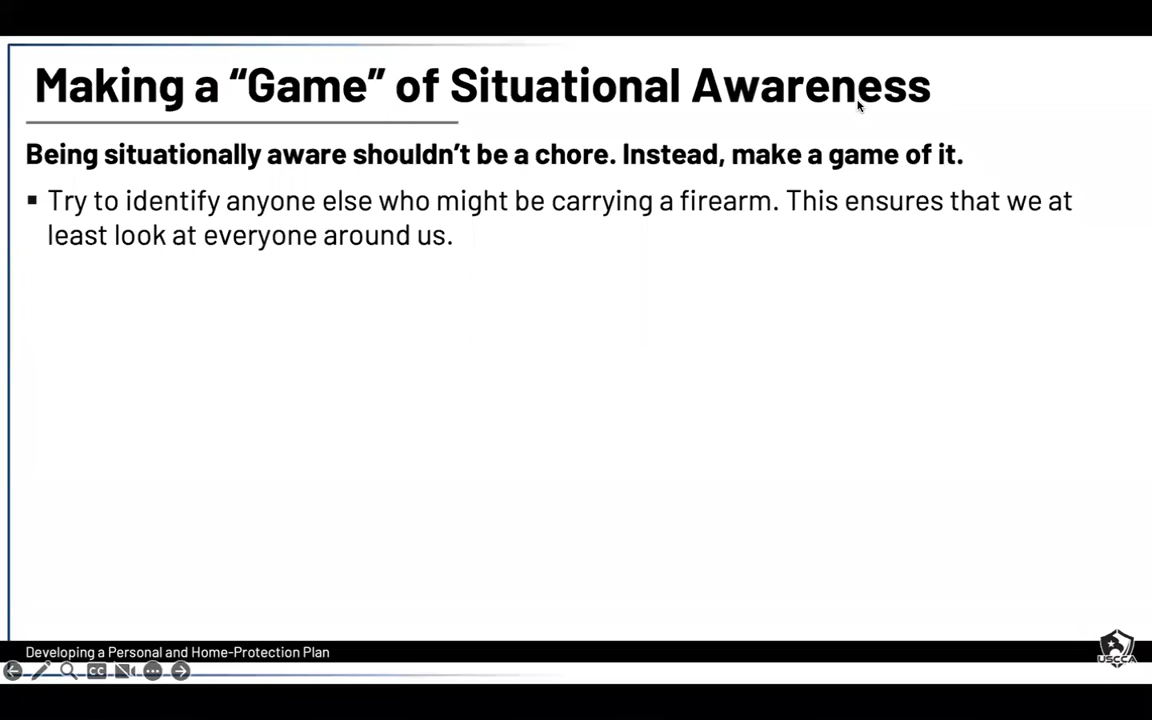 Making a “Game” of Situational Awareness
Being situationally aware shouldn’t be a chore. Instead, make a game of it.
▪ Try to identify anyone else who might be carrying a firearm. This ensures that we at
least look at everyone around us.
Developing a Personal and Home-Protection Plan
USCCA
CC